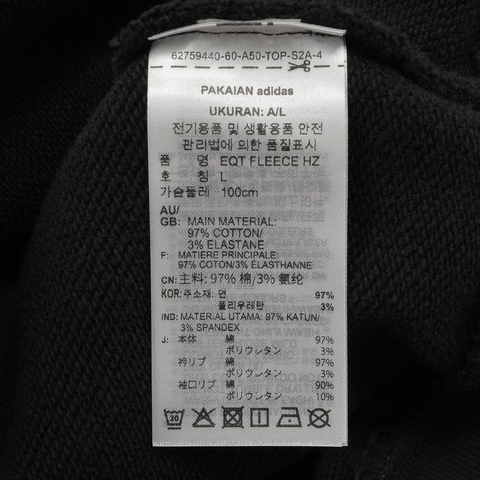 62759440-60-A50-TOP-S2A-4
PAKAIAN adidas
UKURAN: A/L
전기용품 및 생활용품 안전
관리법에 의한 품질표시
품 명 EQT FLEECE HZ
호 칭 L
가슴둘레 100cm
AU/
GB: MAIN MATERIAL:
97% COTTON/
3% ELASTANE
F: MATIERE PRINCIPALE:
97% COTON/3% ÉLASTHANNE
CN: 主料: 97% 棉/3% 氨纶
KOR: 주소재: 면 97%
폴리우레탄 3%
IND: MATERIAL UTAMA: 97% KATUN/
3% SPANDEX
J: 本体 綿 97%
ポリウレタン 3%
衿リブ 綿 97%
ポリウレタン 3%
袖口リブ 綿 90%
ポリウレタン 10%
30